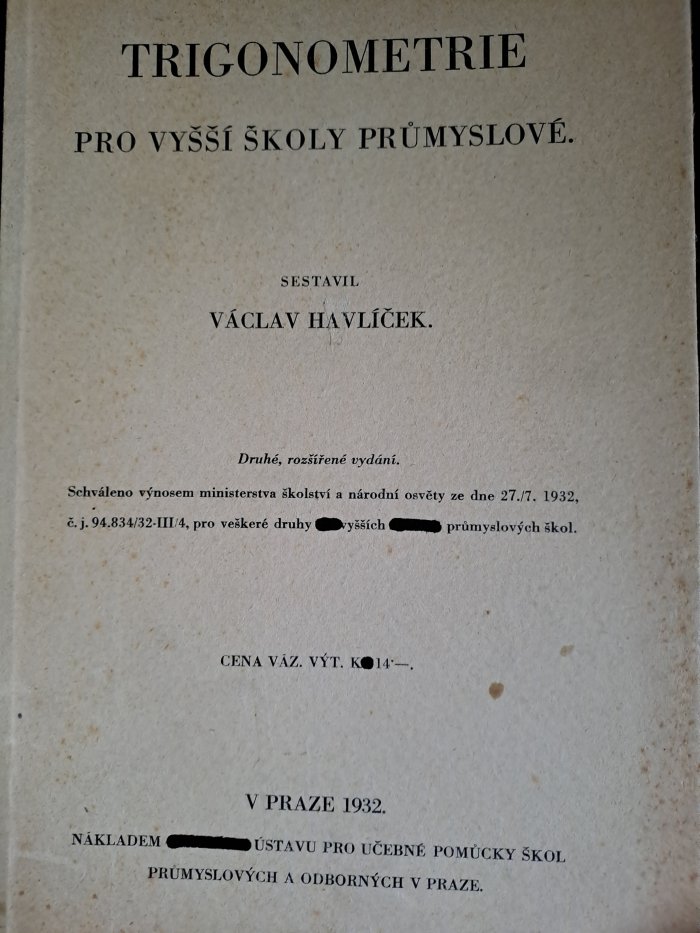 TRIGONOMETRIE
PRO VYŠŠÍ ŠKOLY PRŮMYSLOVÉ.
SESTAVIL
VÁCLAV HAVLÍČEK.
Druhé, rozšířené vydání.
Schváleno výnosem ministerstva školství a národní osvěty ze dne 27./7. 1932,
č. j. 94.834/32-III/4, pro veškeré druhy vyšších průmyslových škol.
CENA VÁZ. VÝT. K 14·—.
V PRAZE 1932.
NÁKLADEM ÚSTAVU PRO UČEBNÉ POMŮCKY ŠKOL
PRŮMYSLOVÝCH A ODBORNÝCH V PRAZE.